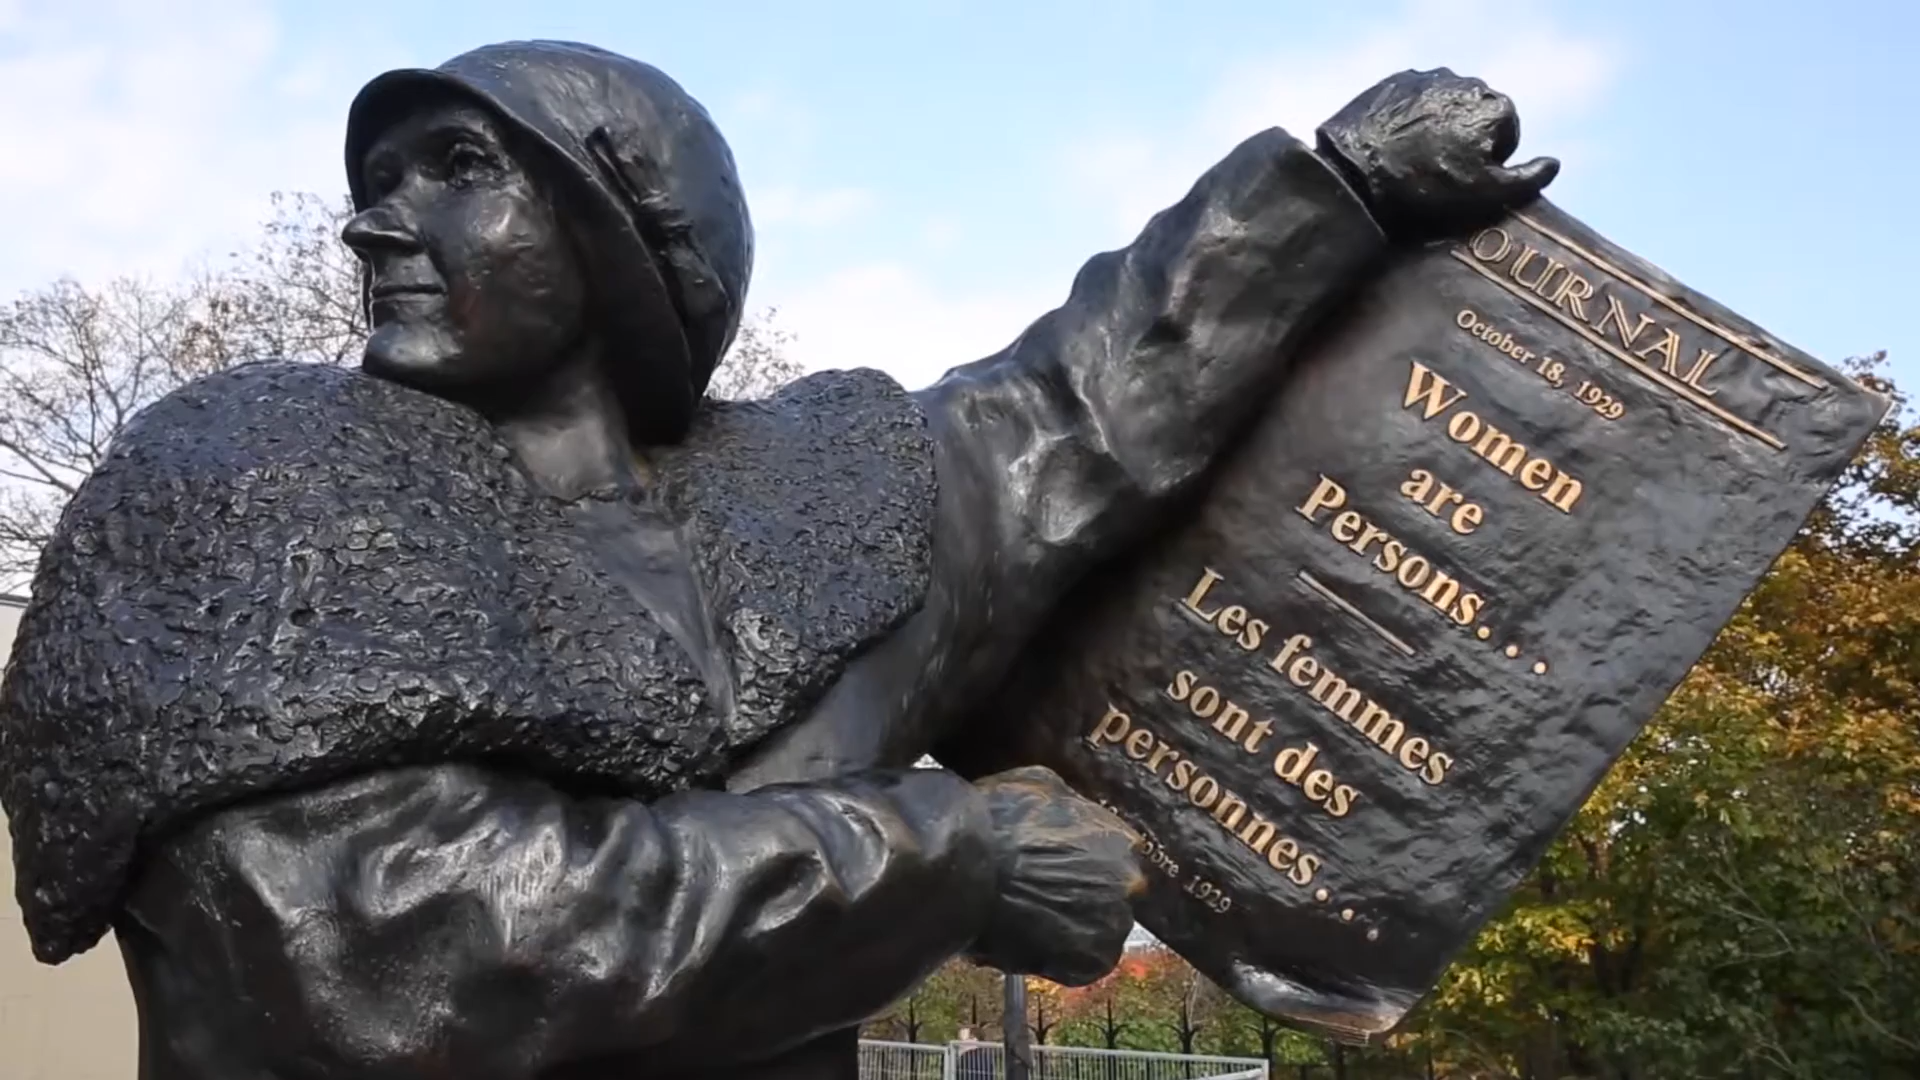 OURNAL
October 18, 1929
Women
are
Persons...
Les femmes
sont des
personnes...
1929